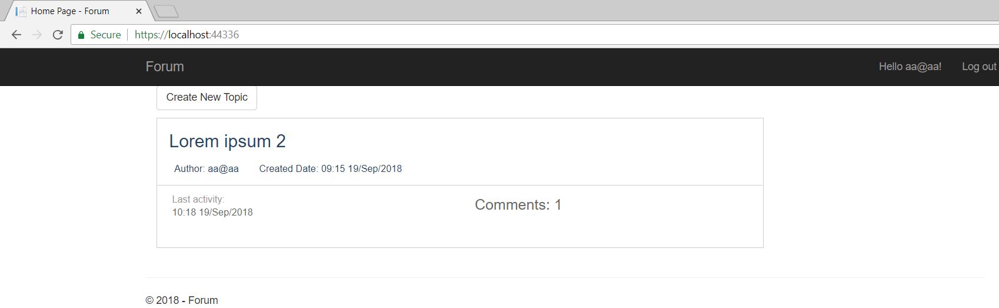 Home Page - Forum
Secure https://localhost:44336
Forum Hello aa@aa! Log out
Create New Topic
Lorem ipsum 2
Author: aa@aa Created Date: 09:15 19/Sep/2018
Last activity:
10:18 19/Sep/2018
Comments: 1
© 2018 - Forum